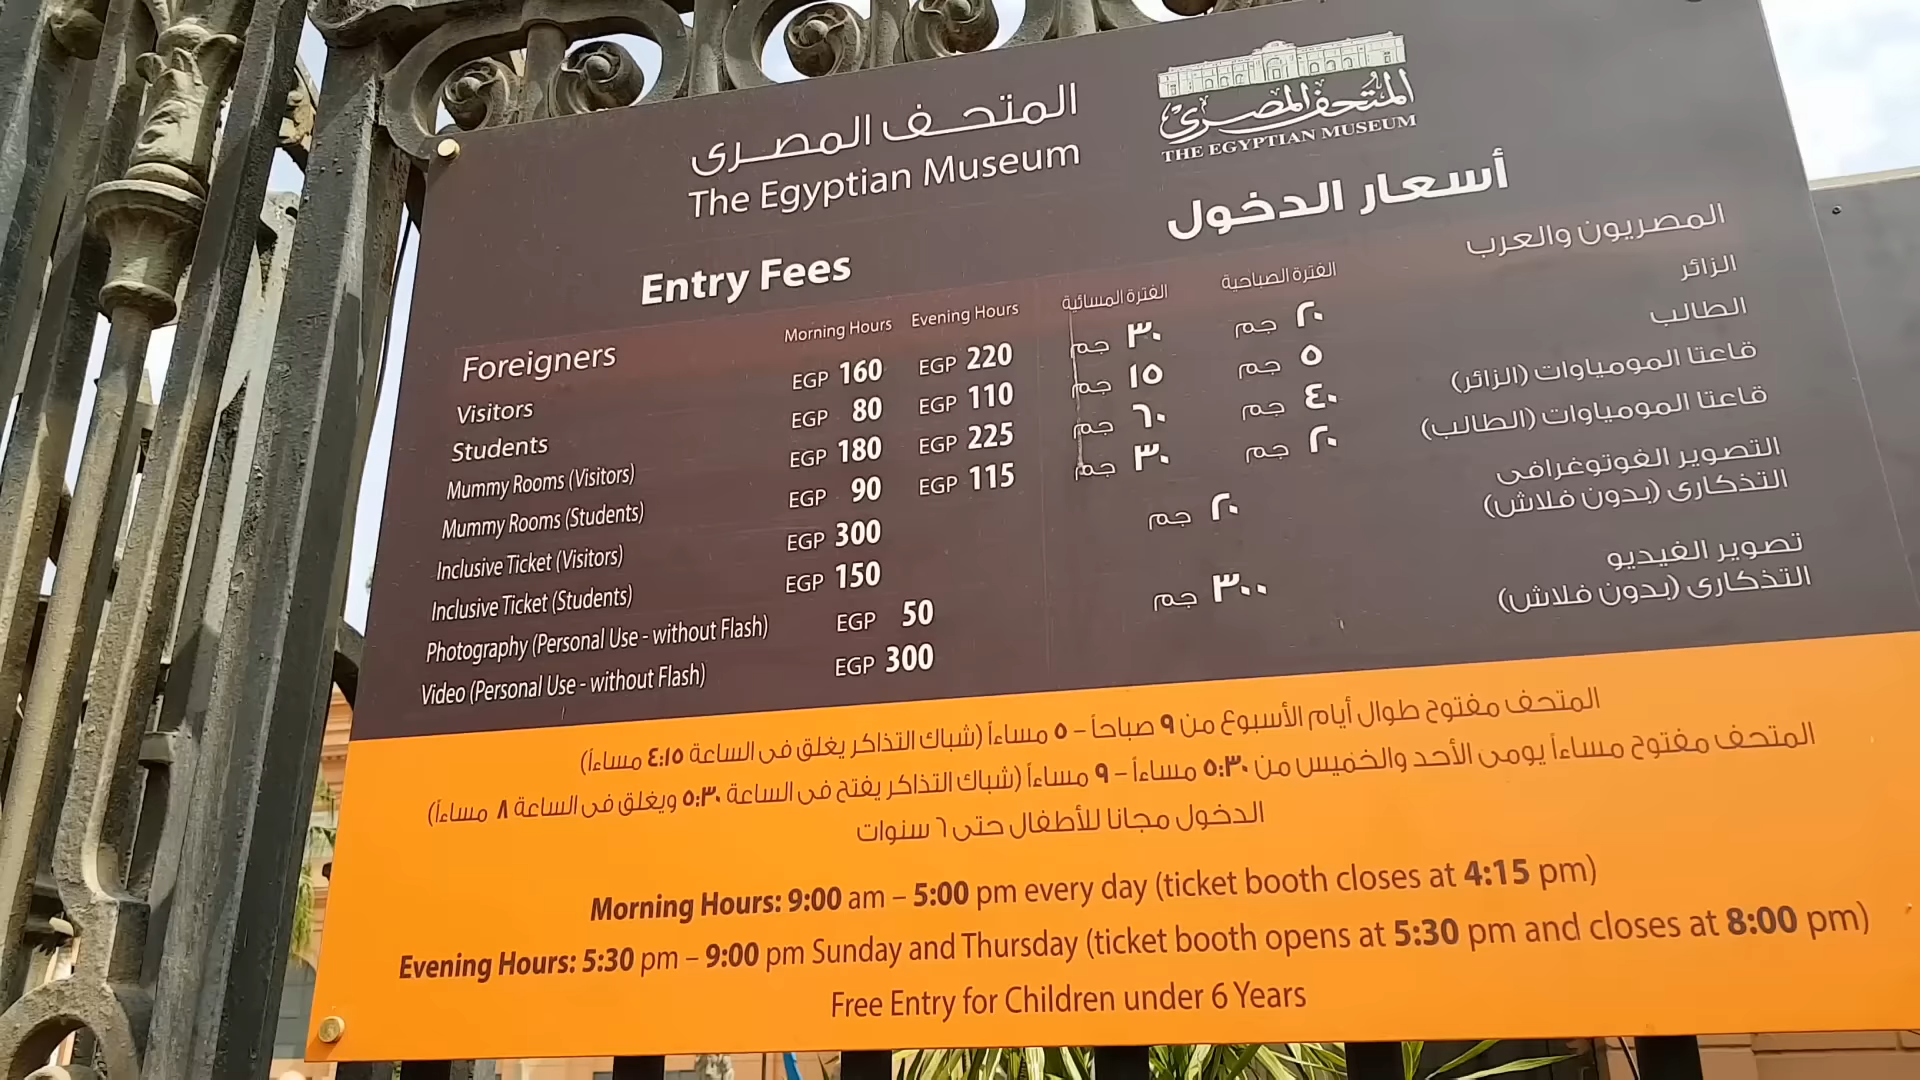 المتحف المصرى
The Egyptian Museum
المتحف المصري
THE EGYPTIAN MUSEUM
Entry Fees
Morning Hours Evening Hours
Foreigners
Visitors EGP 160 EGP 220
Students EGP 80 EGP 110
Mummy Rooms (Visitors) EGP 180 EGP 225
Mummy Rooms (Students) EGP 90 EGP 115
Inclusive Ticket (Visitors) EGP 300
Inclusive Ticket (Students) EGP 150
Photography (Personal Use - without Flash) EGP 50
Video (Personal Use - without Flash) EGP 300
أسعار الدخول
المصريون والعرب
الفترة الصباحية الفترة المسائية
الزائر ٢٠ جم ٣٠ جم
الطالب ٥ جم ١٥ جم
قاعتا المومياوات (الزائر) ٤٠ جم ٦٠ جم
قاعتا المومياوات (الطالب) ٢٠ جم ٣٠ جم
التصوير الفوتوغرافى
التذكارى (بدون فلاش) ٢٠ جم
تصوير الفيديو
التذكارى (بدون فلاش) ٣٠٠ جم
المتحف مفتوح طوال أيام الأسبوع من ٩ صباحاً – ٥ مساءاً (شباك التذاكر يغلق فى الساعة ٤:١٥ مساءاً)
المتحف مفتوح مساءاً يومى الأحد والخميس من ٥:٣٠ مساءاً – ٩ مساءاً (شباك التذاكر يفتح فى الساعة ٥:٣٠ ويغلق فى الساعة ٨ مساءاً)
الدخول مجانا للأطفال حتى ٦ سنوات
Morning Hours: 9:00 am – 5:00 pm every day (ticket booth closes at 4:15 pm)
Evening Hours: 5:30 pm – 9:00 pm Sunday and Thursday (ticket booth opens at 5:30 pm and closes at 8:00 pm)
Free Entry for Children under 6 Years